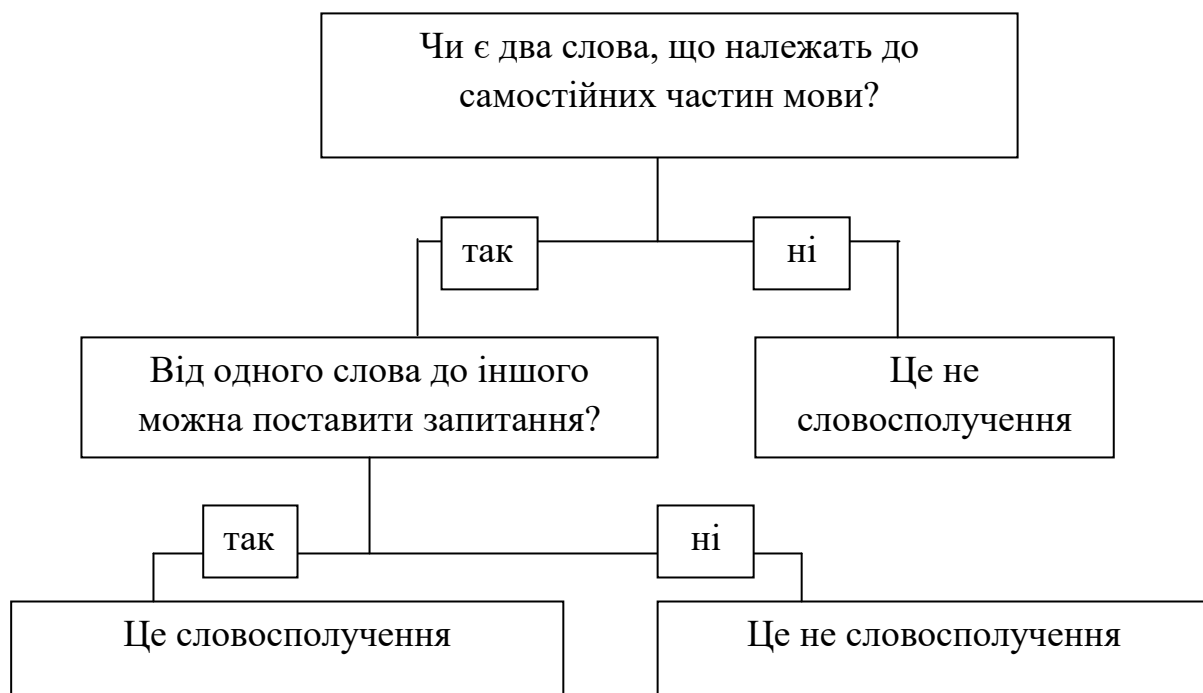 Чи є два слова, що належать до
самостійних частин мови?
так
ні
Від одного слова до іншого
можна поставити запитання?
Це не
словосполучення
так
ні
Це словосполучення
Це не словосполучення